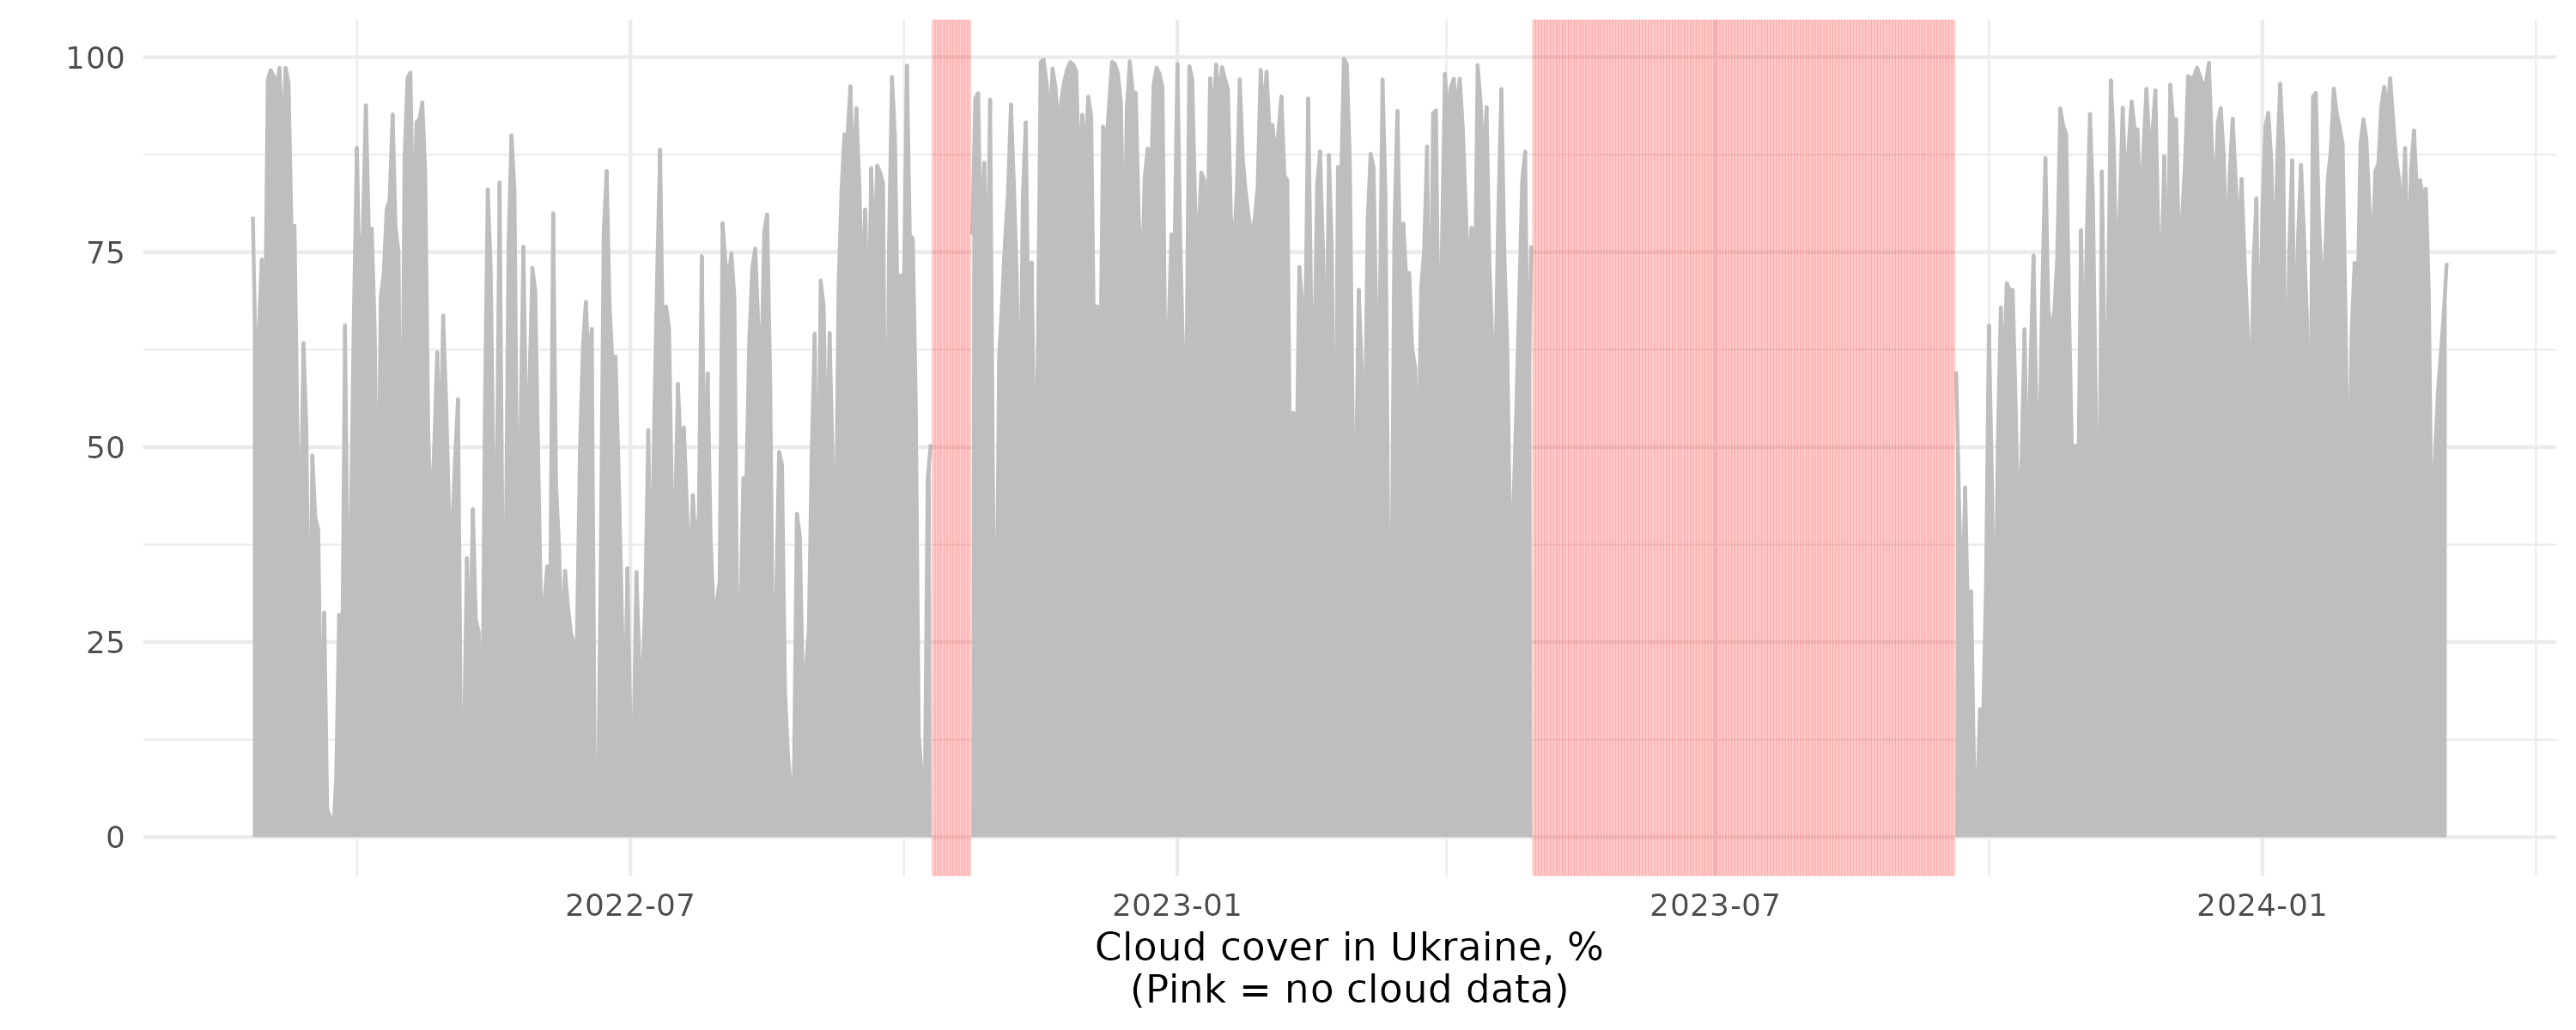 100
75
50
25
0
2022-07 2023-01 2023-07 2024-01
Cloud cover in Ukraine, %
(Pink = no cloud data)